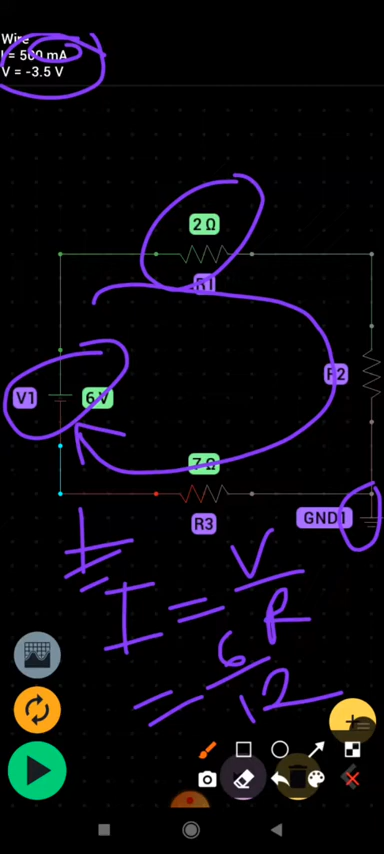 Wire
I = 500 mA
V = -3.5 V
2 Ω
R1
V1
6 V
R2
7 Ω
R3
GND1
I
I = V/R
= 6/12